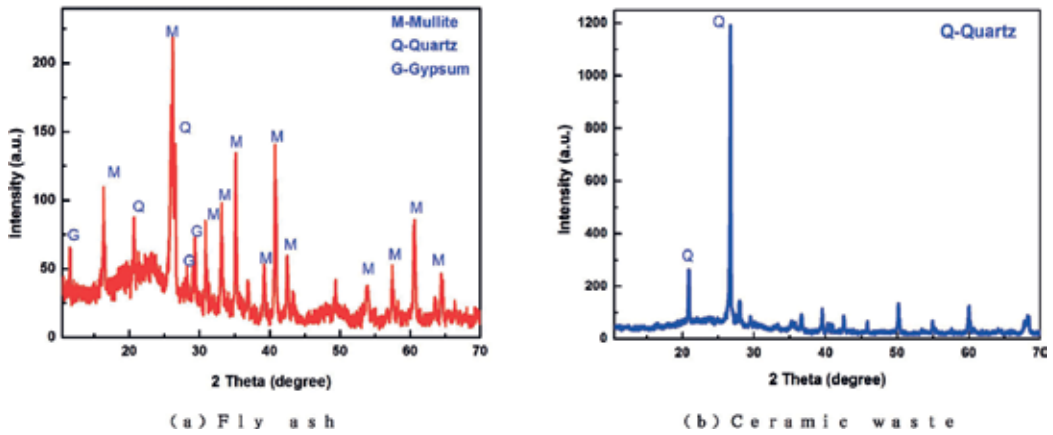 M-Mullite
Q-Quartz
G-Gypsum
M
Q
M
M
M
Q
M
G
G
M
M
G
M
M
M
M
M
200
150
100
50
0
Intensity (a.u.)
20 30 40 50 60 70
2 Theta (degree)
(a) Fly ash
Q-Quartz
Q
Q
1200
1000
800
600
400
200
0
Intensity (a.u.)
20 30 40 50 60 70
2 Theta (degree)
(b) Ceramic waste